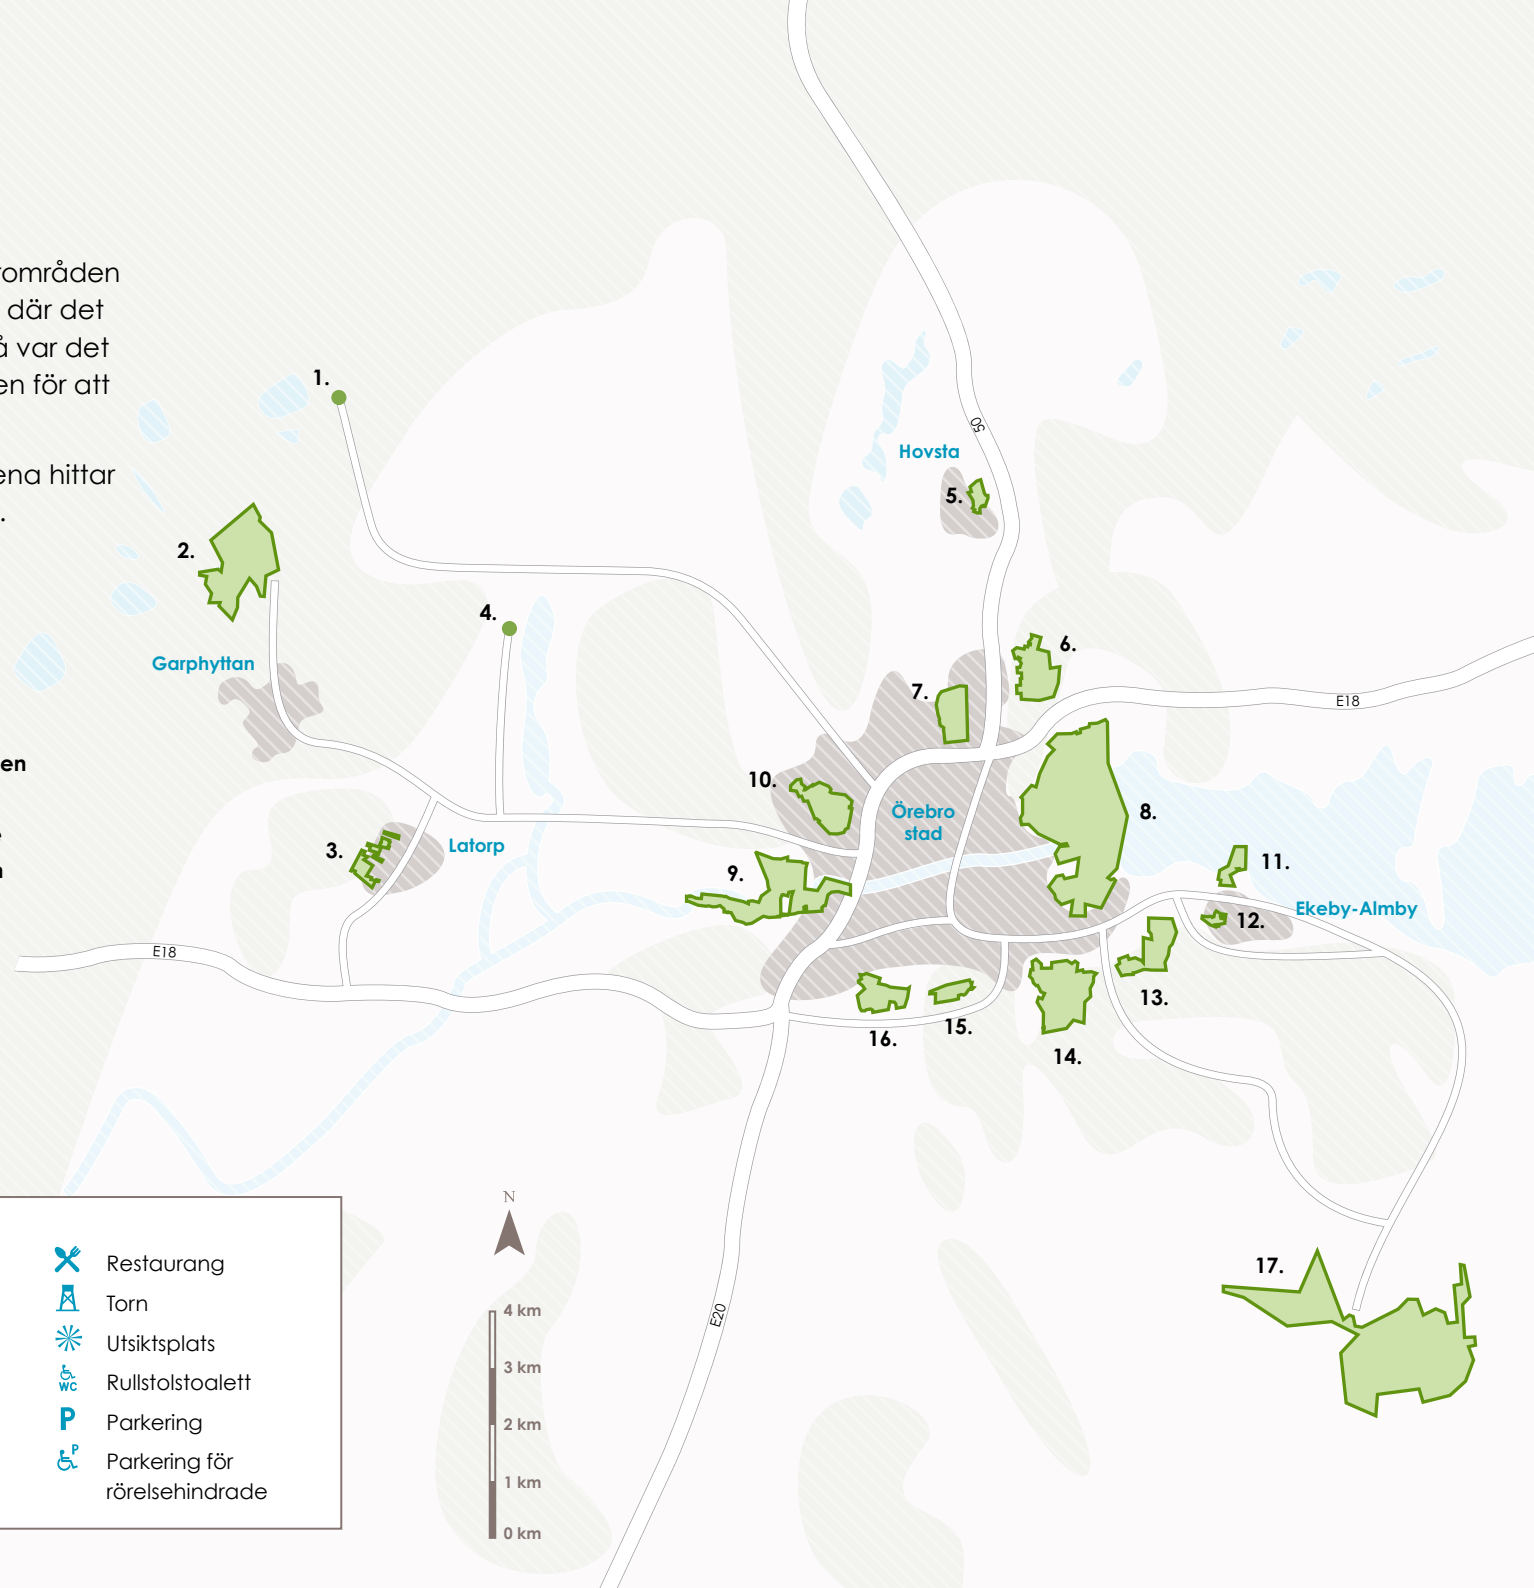 områden
där det
å var det
en för att
ena hittar
.
en
1.
2.
3.
4.
5.
6.
7.
8.
9.
10.
11.
12.
13.
14.
15.
16.
17.
Hovsta
Garphyttan
Latorp
Örebro
stad
Ekeby-Almby
50
E18
E18
E20
N
4 km
3 km
2 km
1 km
0 km
Restaurang
Torn
Utsiktsplats
WC
Rullstolstoalett
P
Parkering
P
Parkering för
rörelsehindrade